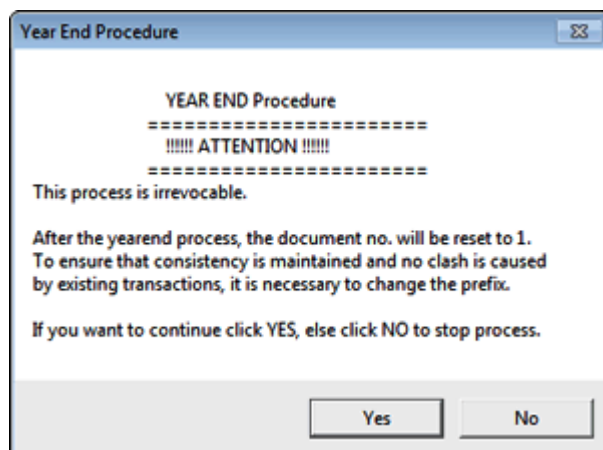 Year End Procedure
YEAR END Procedure
=======================
!!!!!! ATTENTION !!!!!!
=======================
This process is irrevocable.
After the yearend process, the document no. will be reset to 1.
To ensure that consistency is maintained and no clash is caused
by existing transactions, it is necessary to change the prefix.
If you want to continue click YES, else click NO to stop process.
Yes
No